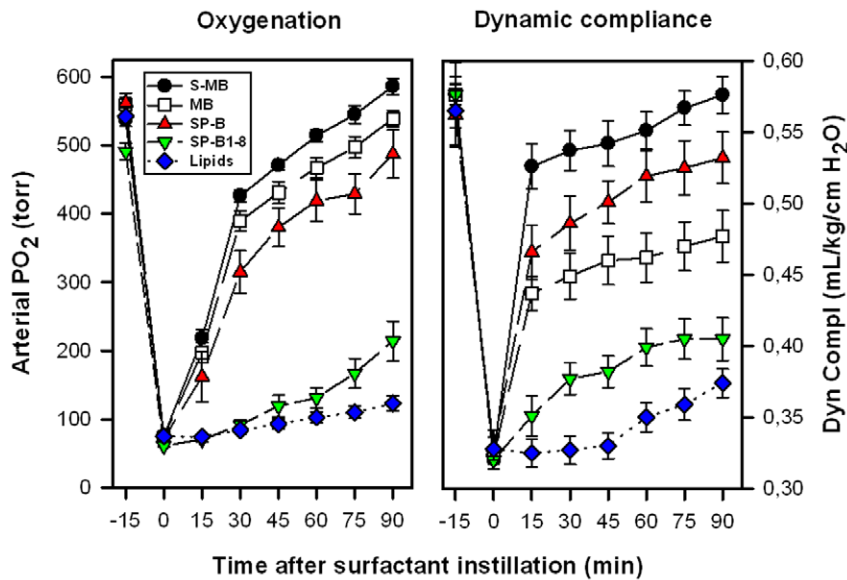 Oxygenation
Dynamic compliance
600
500
400
300
200
100
0
Arterial PO2 (torr)
S-MB
MB
SP-B
SP-B1-8
Lipids
-15 0 15 30 45 60 75 90
-15 0 15 30 45 60 75 90
0,60
0,55
0,50
0,45
0,40
0,35
0,30
Dyn Compl (mL/kg/cm H2O)
Time after surfactant instillation (min)